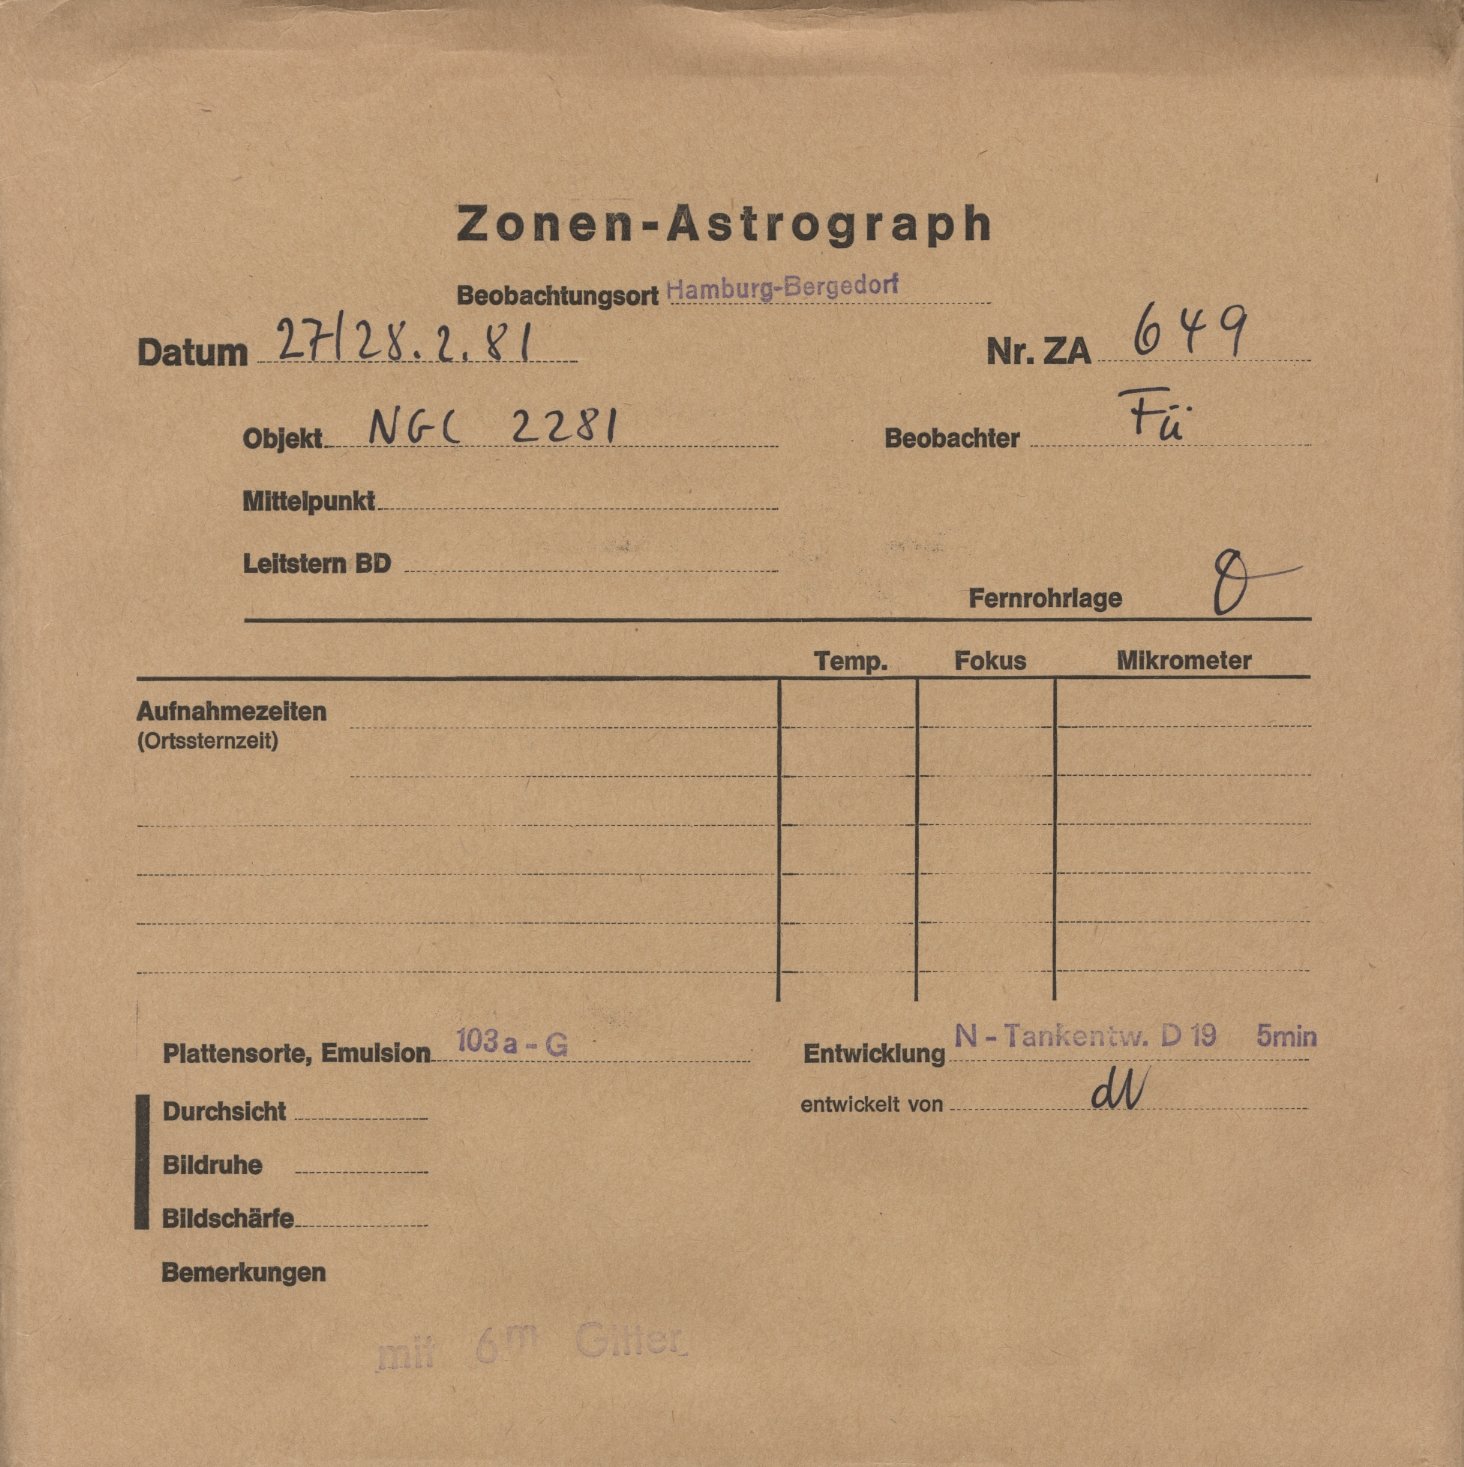 Zonen-Astrograph
Beobachtungsort Hamburg-Bergedorf
Datum 27/28.2.81 Nr. ZA 649
Objekt NGC 2281 Beobachter Fü
Mittelpunkt
Leitstern BD
Fernrohrlage
Temp. Fokus Mikrometer
Aufnahmezeiten
(Ortssternzeit)
Plattensorte, Emulsion 103a-G Entwicklung N-Tankentw. D 19 5min
Durchsicht entwickelt von
Bildruhe
Bildschärfe
Bemerkungen
mit 6m Gitter